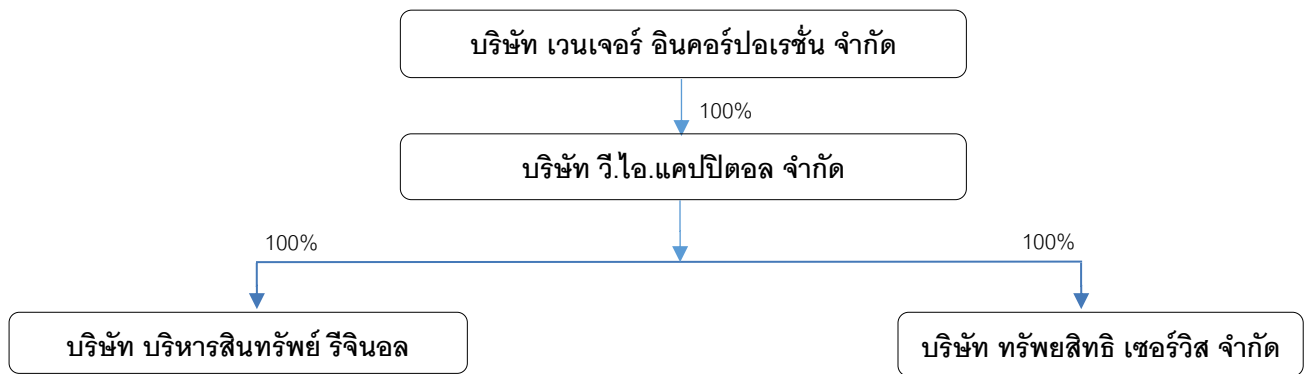 บริษัท เวนเจอร์ อินคอร์ปอเรชั่น จำกัด
100%
บริษัท วี.ไอ.แคปปิตอล จำกัด
100%
100%
บริษัท บริหารสินทรัพย์ รีจินอล
บริษัท ทรัพยสิทธิ เซอร์วิส จำกัด